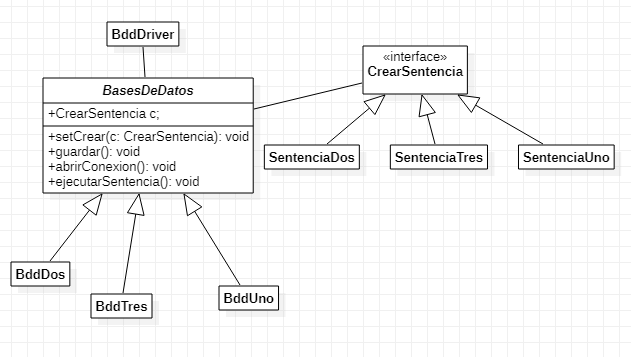 BddDriver
«interface»
CrearSentencia
BasesDeDatos
+CrearSentencia c;
+setCrear(c: CrearSentencia): void
+guardar(): void
+abrirConexion(): void
+ejecutarSentencia(): void
SentenciaDos
SentenciaTres
SentenciaUno
BddDos
BddTres
BddUno